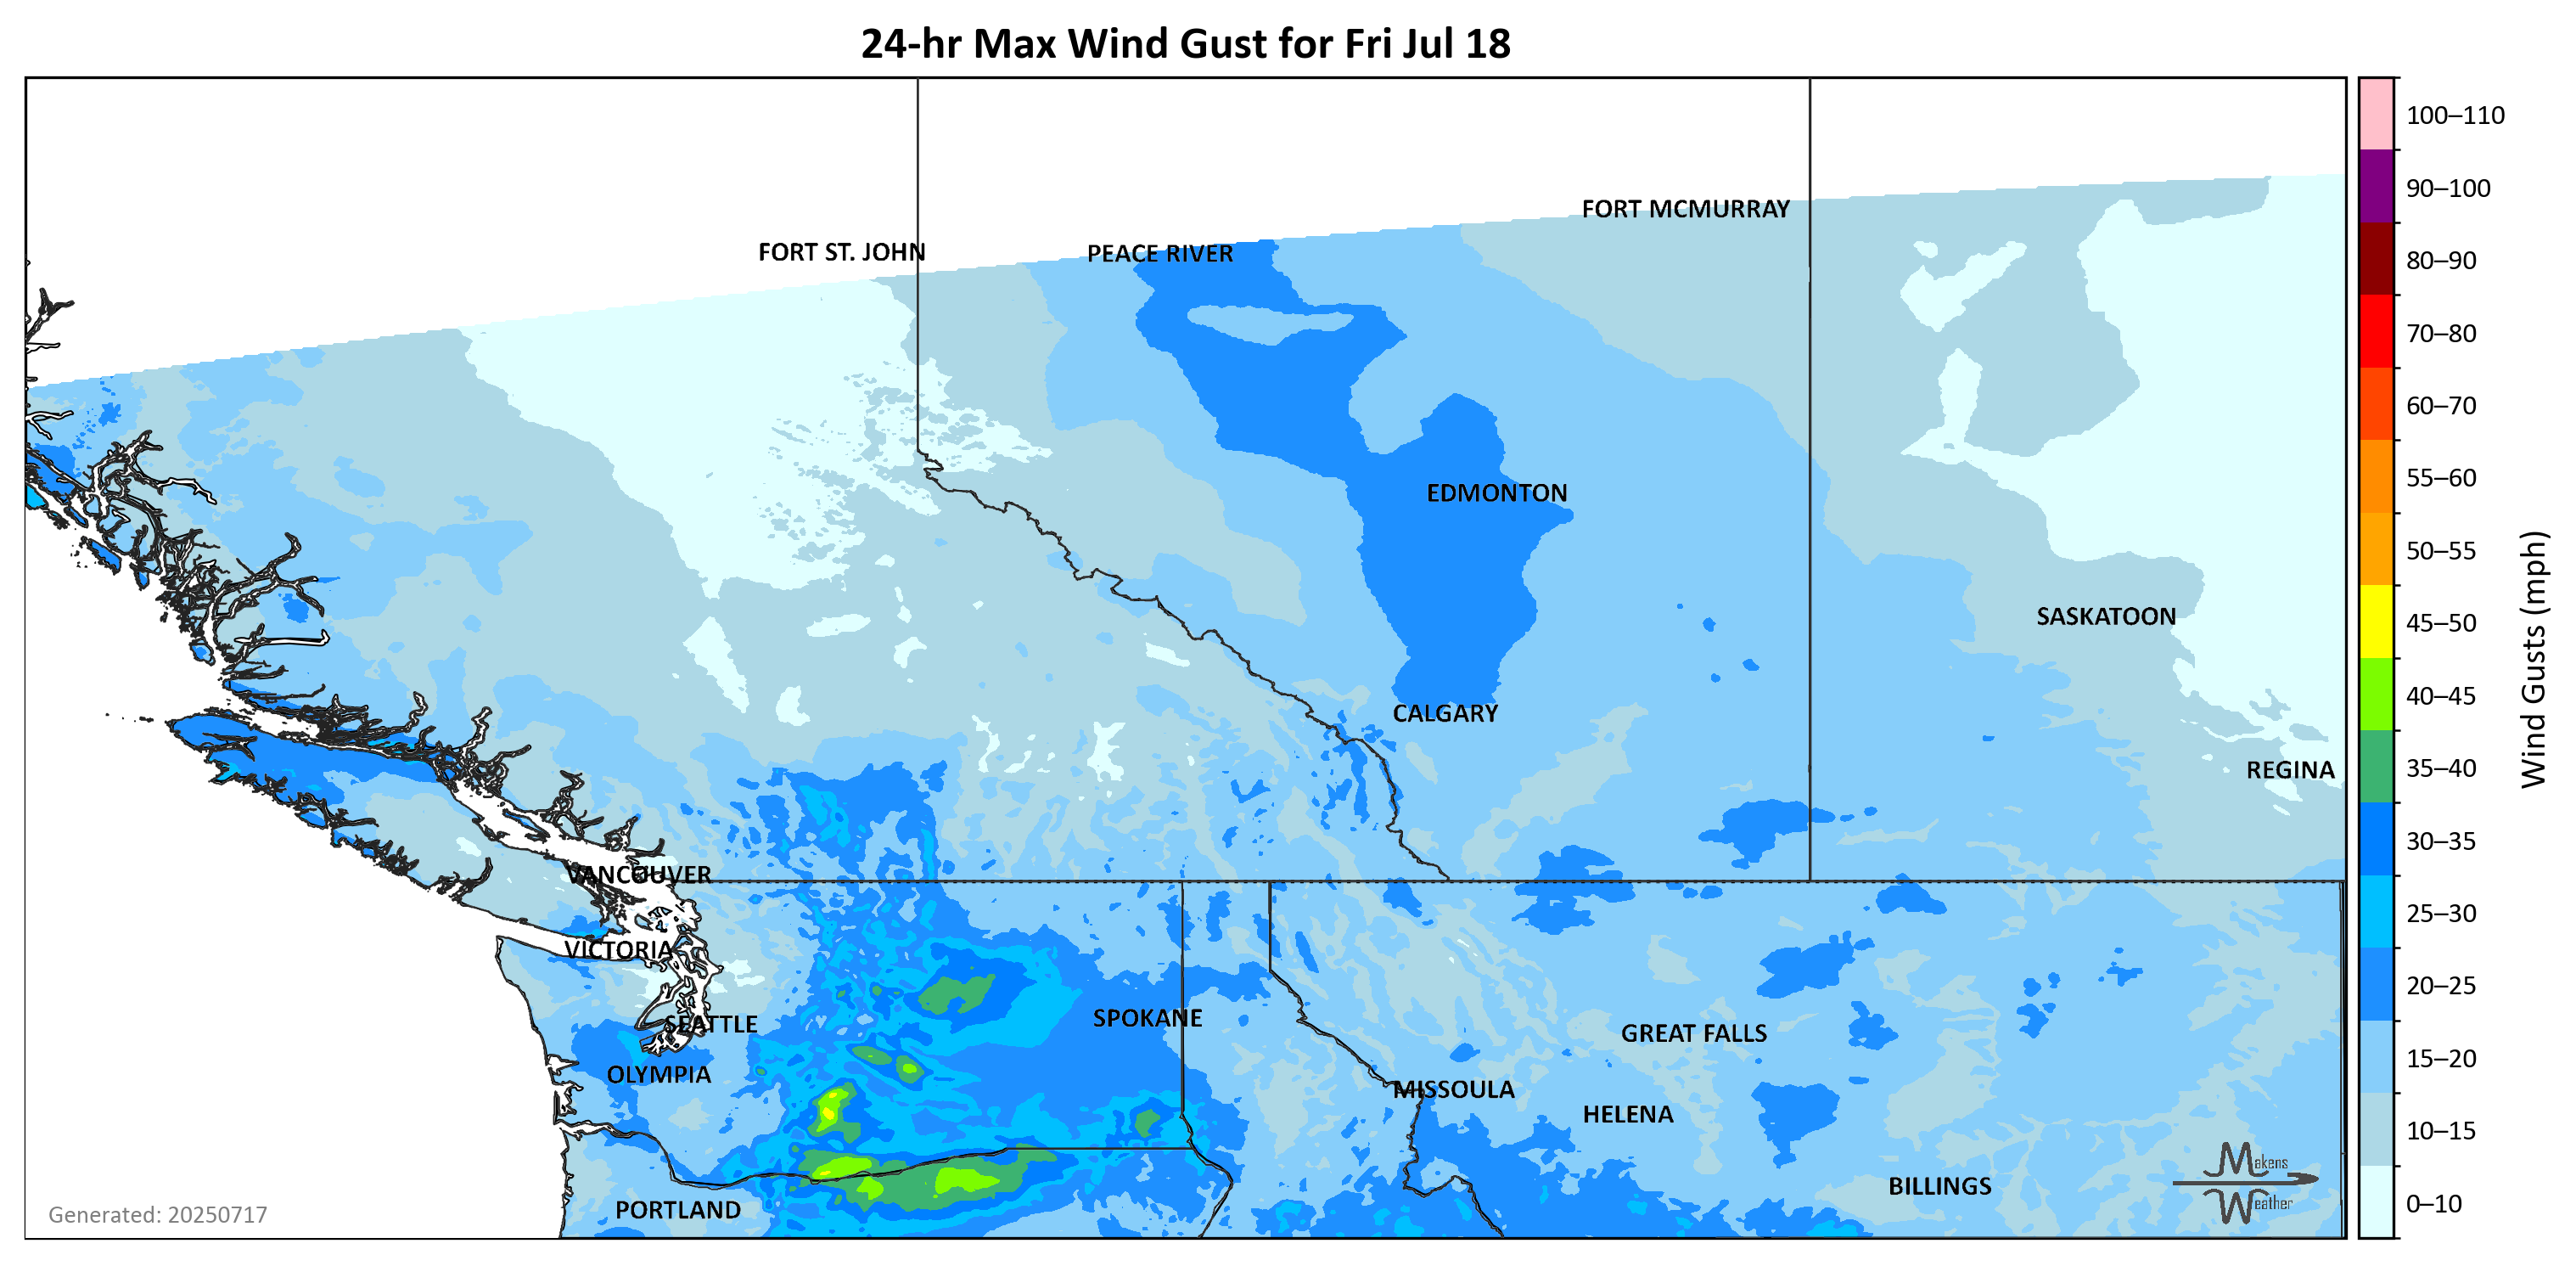 24-hr Max Wind Gust for Fri Jul 18
FORT MCMURRAY
FORT ST. JOHN
PEACE RIVER
EDMONTON
SASKATOON
CALGARY
REGINA
VANCOUVER
VICTORIA
SPOKANE
SEATTLE
GREAT FALLS
OLYMPIA
MISSOULA
HELENA
BILLINGS
PORTLAND
Makens
Weather
Generated: 20250717
100–110
90–100
80–90
70–80
60–70
55–60
50–55
45–50
40–45
35–40
30–35
25–30
20–25
15–20
10–15
0–10
Wind Gusts (mph)